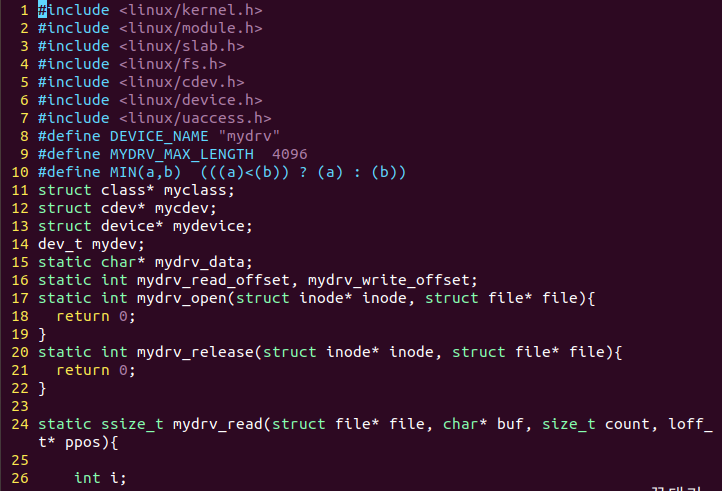 1 #include <linux/kernel.h>
2 #include <linux/module.h>
3 #include <linux/slab.h>
4 #include <linux/fs.h>
5 #include <linux/cdev.h>
6 #include <linux/device.h>
7 #include <linux/uaccess.h>
8 #define DEVICE_NAME "mydrv"
9 #define MYDRV_MAX_LENGTH  4096
10 #define MIN(a,b)  (((a)<(b)) ? (a) : (b))
11 struct class* myclass;
12 struct cdev* mycdev;
13 struct device* mydevice;
14 dev_t mydev;
15 static char* mydrv_data;
16 static int mydrv_read_offset, mydrv_write_offset;
17 static int mydrv_open(struct inode* inode, struct file* file){
18   return 0;
19 }
20 static int mydrv_release(struct inode* inode, struct file* file){
21   return 0;
22 }
23
24 static ssize_t mydrv_read(struct file* file, char* buf, size_t count, loff_
t* ppos){
25
26     int i;